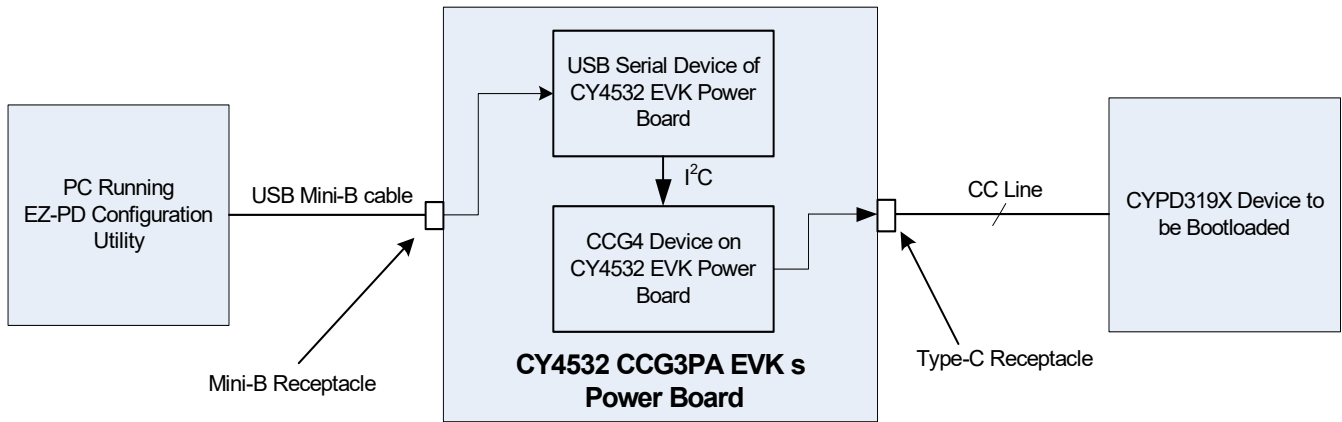 PC Running
EZ-PD Configuration
Utility
USB Mini-B cable
Mini-B Receptacle
USB Serial Device of
CY4532 EVK Power
Board
I²C
CCG4 Device on
CY4532 EVK Power
Board
CY4532 CCG3PA EVK s
Power Board
CC Line
Type-C Receptacle
CYPD319X Device to
be Bootloaded